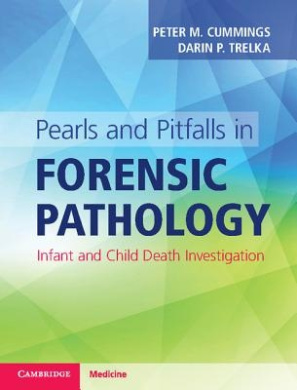 PETER M. CUMMINGS
DARIN P. TRELKA
Pearls and Pitfalls in
FORENSIC
PATHOLOGY
Infant and Child Death Investigation
CAMBRIDGE Medicine